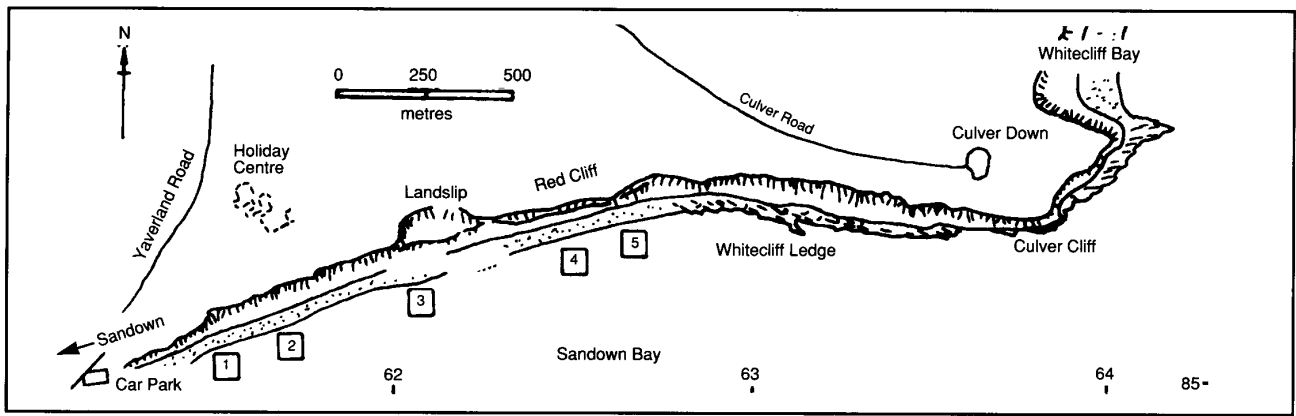 N
0 250 500
metres
Whitecliff Bay
Culver Road
Culver Down
Holiday
Centre
Yaverland Road
Landslip
Red Cliff
Whitecliff Ledge
Culver Cliff
5
4
3
2
1
Sandown
Car Park
Sandown Bay
62
63
64
85-